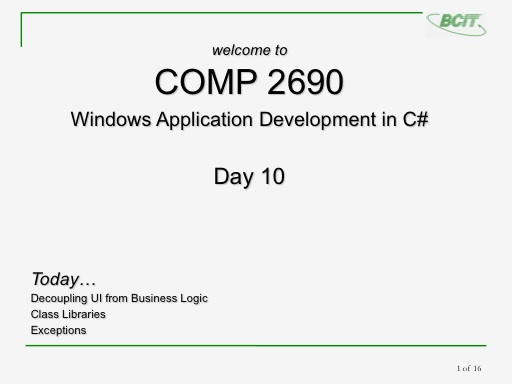 BCIT
welcome to
COMP 2690
Windows Application Development in C#
Day 10
Today…
Decoupling UI from Business Logic
Class Libraries
Exceptions
1 of 16